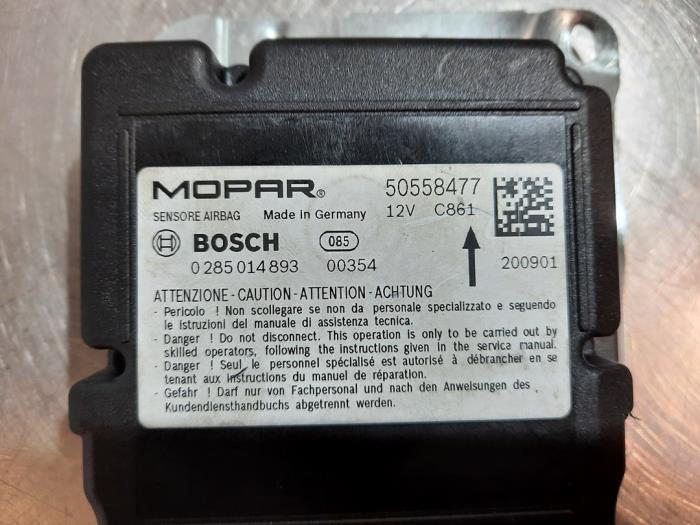 MOPAR® 50558477
SENSORE AIRBAG Made in Germany 12V C861
BOSCH 085
0 285 014 893 00354 200901
ATTENZIONE - CAUTION - ATTENTION - ACHTUNG
- Pericolo ! Non scollegare se non da personale specializzato e seguendo
le istruzioni del manuale di assistenza tecnica.
- Danger ! Do not disconnect. This operation is only to be carried out by
skilled operators, following the instructions given in the service manual.
- Danger ! Seul, le personnel spécialisé est autorisé à débrancher en se
tenant aux instructions du manuel de réparation.
- Gefahr ! Darf nur von Fachpersonal und nach den Anweisungen des
Kundendiensthandbuchs abgetrennt werden.